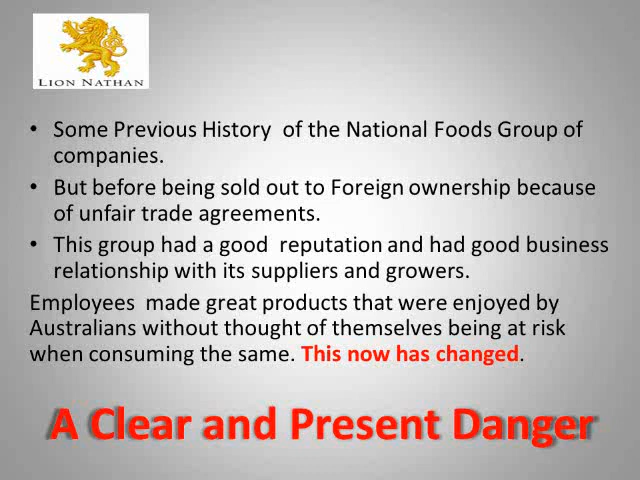 LION NATHAN
• Some Previous History of the National Foods Group of
companies.
• But before being sold out to Foreign ownership because
of unfair trade agreements.
• This group had a good reputation and had good business
relationship with its suppliers and growers.
Employees made great products that were enjoyed by
Australians without thought of themselves being at risk
when consuming the same. This now has changed.
A Clear and Present Danger